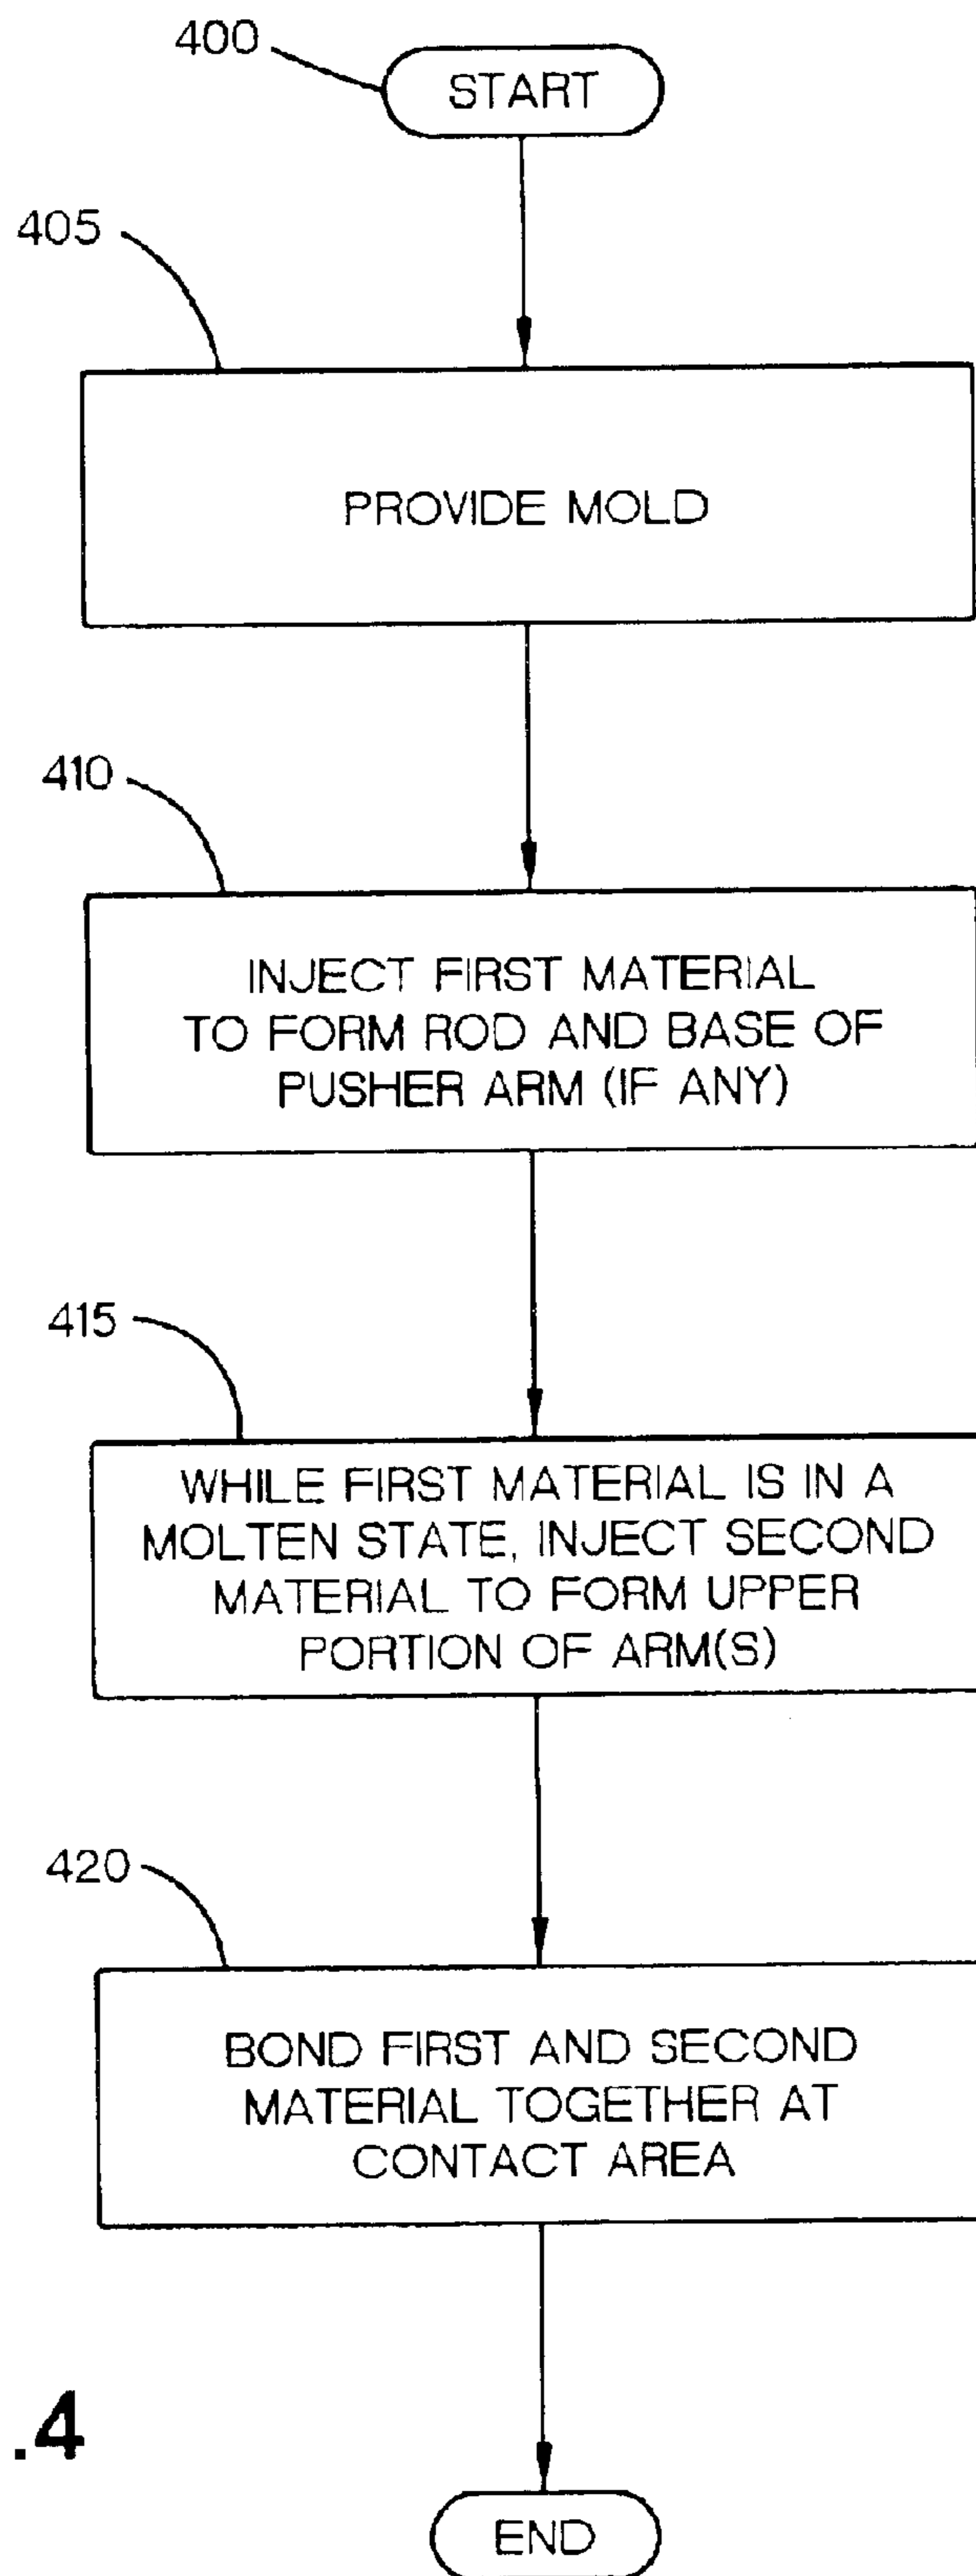 400
START
405
PROVIDE MOLD
410
INJECT FIRST MATERIAL
TO FORM ROD AND BASE OF
PUSHER ARM (IF ANY)
415
WHILE FIRST MATERIAL IS IN A
MOLTEN STATE, INJECT SECOND
MATERIAL TO FORM UPPER
PORTION OF ARM(S)
420
BOND FIRST AND SECOND
MATERIAL TOGETHER AT
CONTACT AREA
.4
END